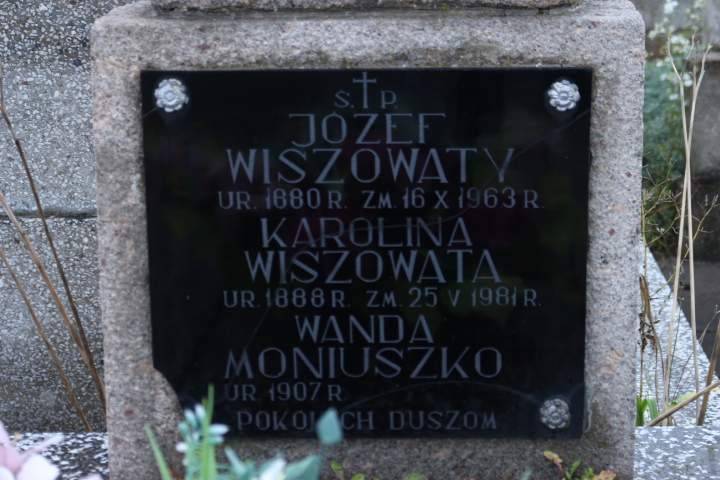 Ś. P.
JÓZEF
WISZOWATY
UR. 1880 R. ZM. 16 X 1963 R.
KAROLINA
WISZOWATA
UR. 1888 R. ZM. 25 V 1981 R.
WANDA
MONIUSZKO
UR 1907 R
POKÓJ ICH DUSZOM